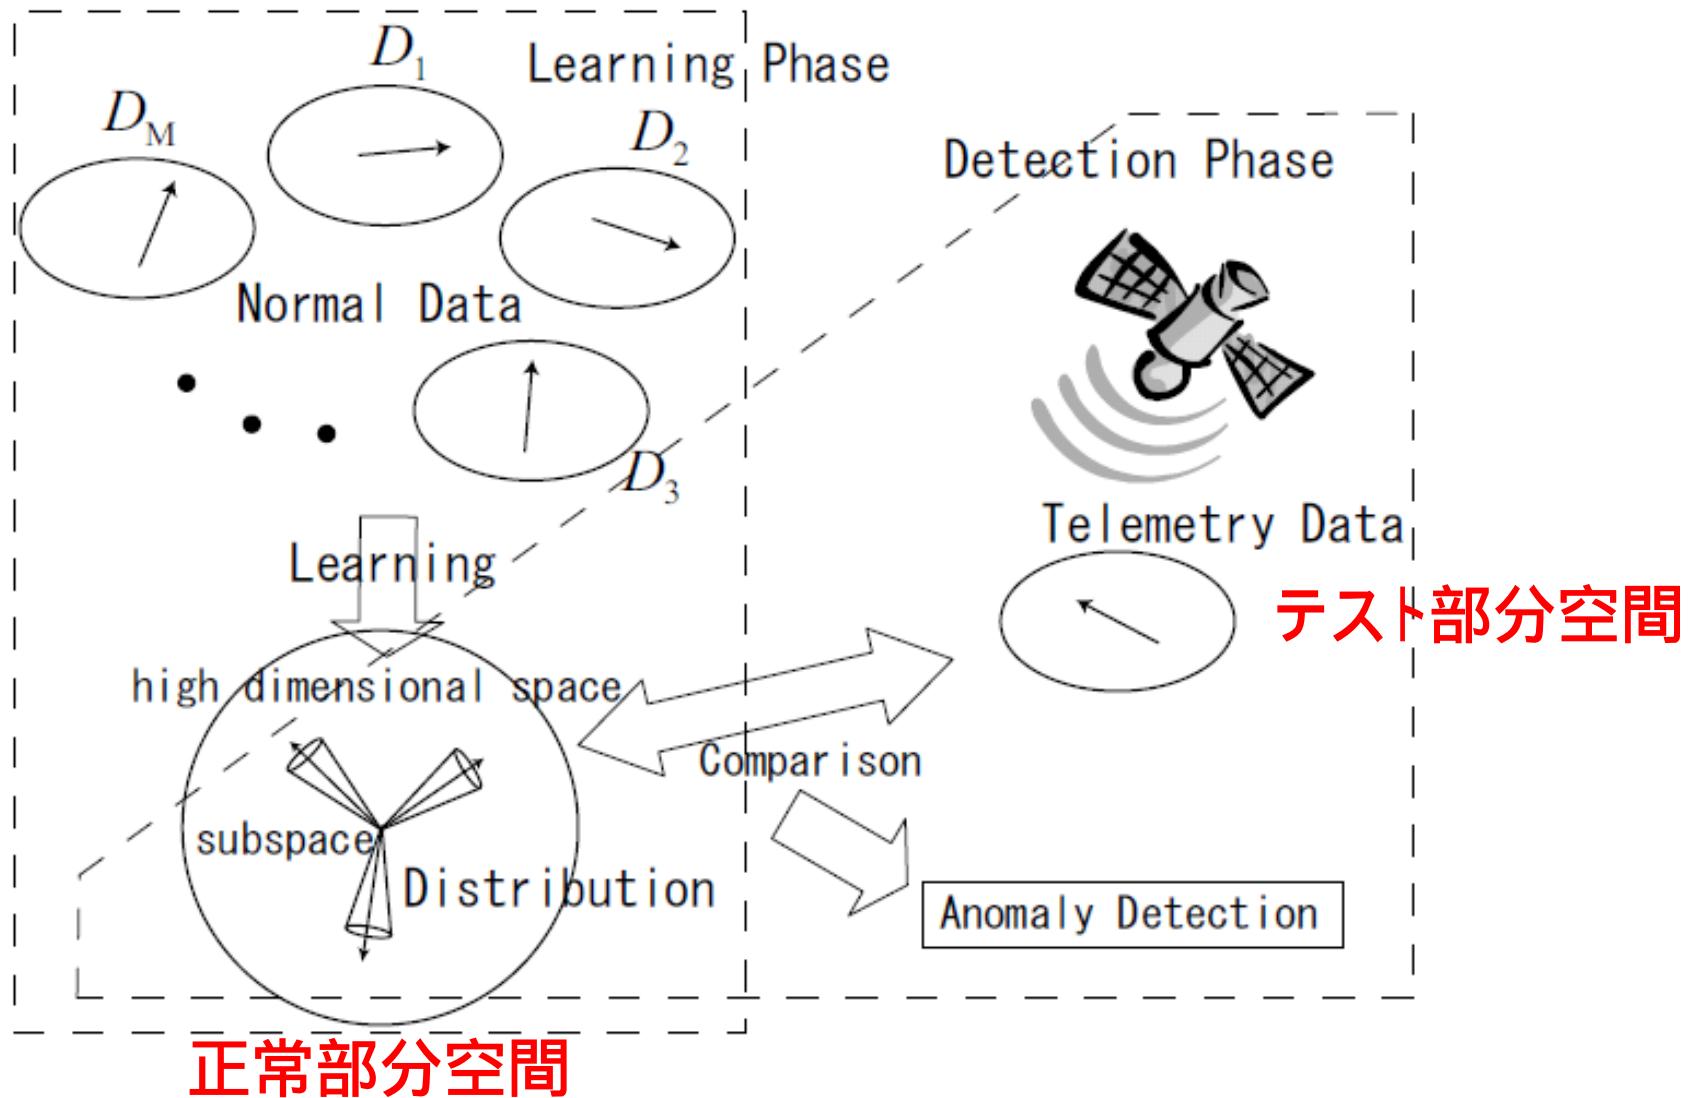 D1
Learning Phase
DM
D2
Detection Phase
Normal Data
D3
Telemetry Data
Learning
テスト部分空間
high dimensional space
Comparison
subspace
Distribution
Anomaly Detection
正常部分空間